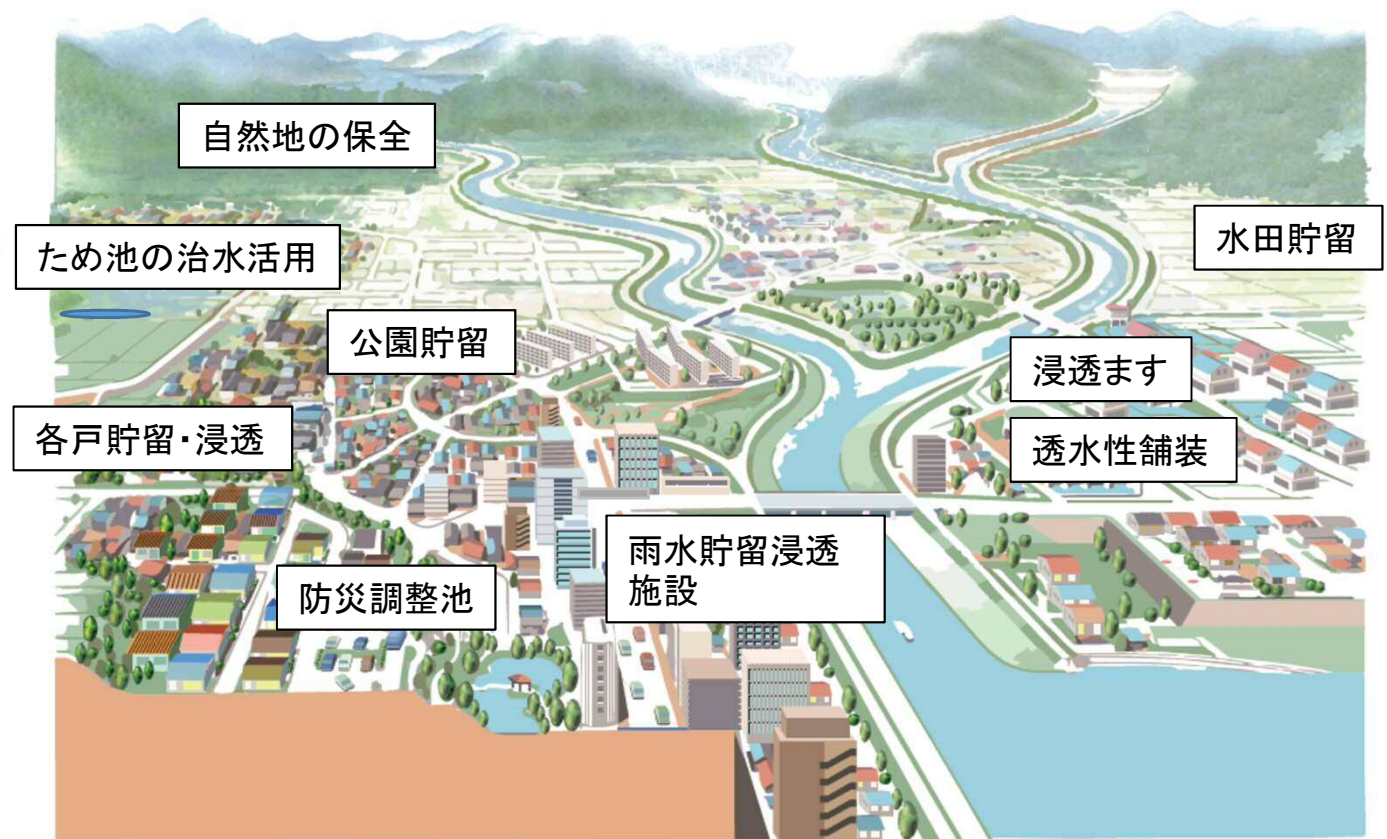 自然地の保全
ため池の治水活用
水田貯留
公園貯留
浸透ます
各戸貯留・浸透
透水性舗装
雨水貯留浸透
施設
防災調整池